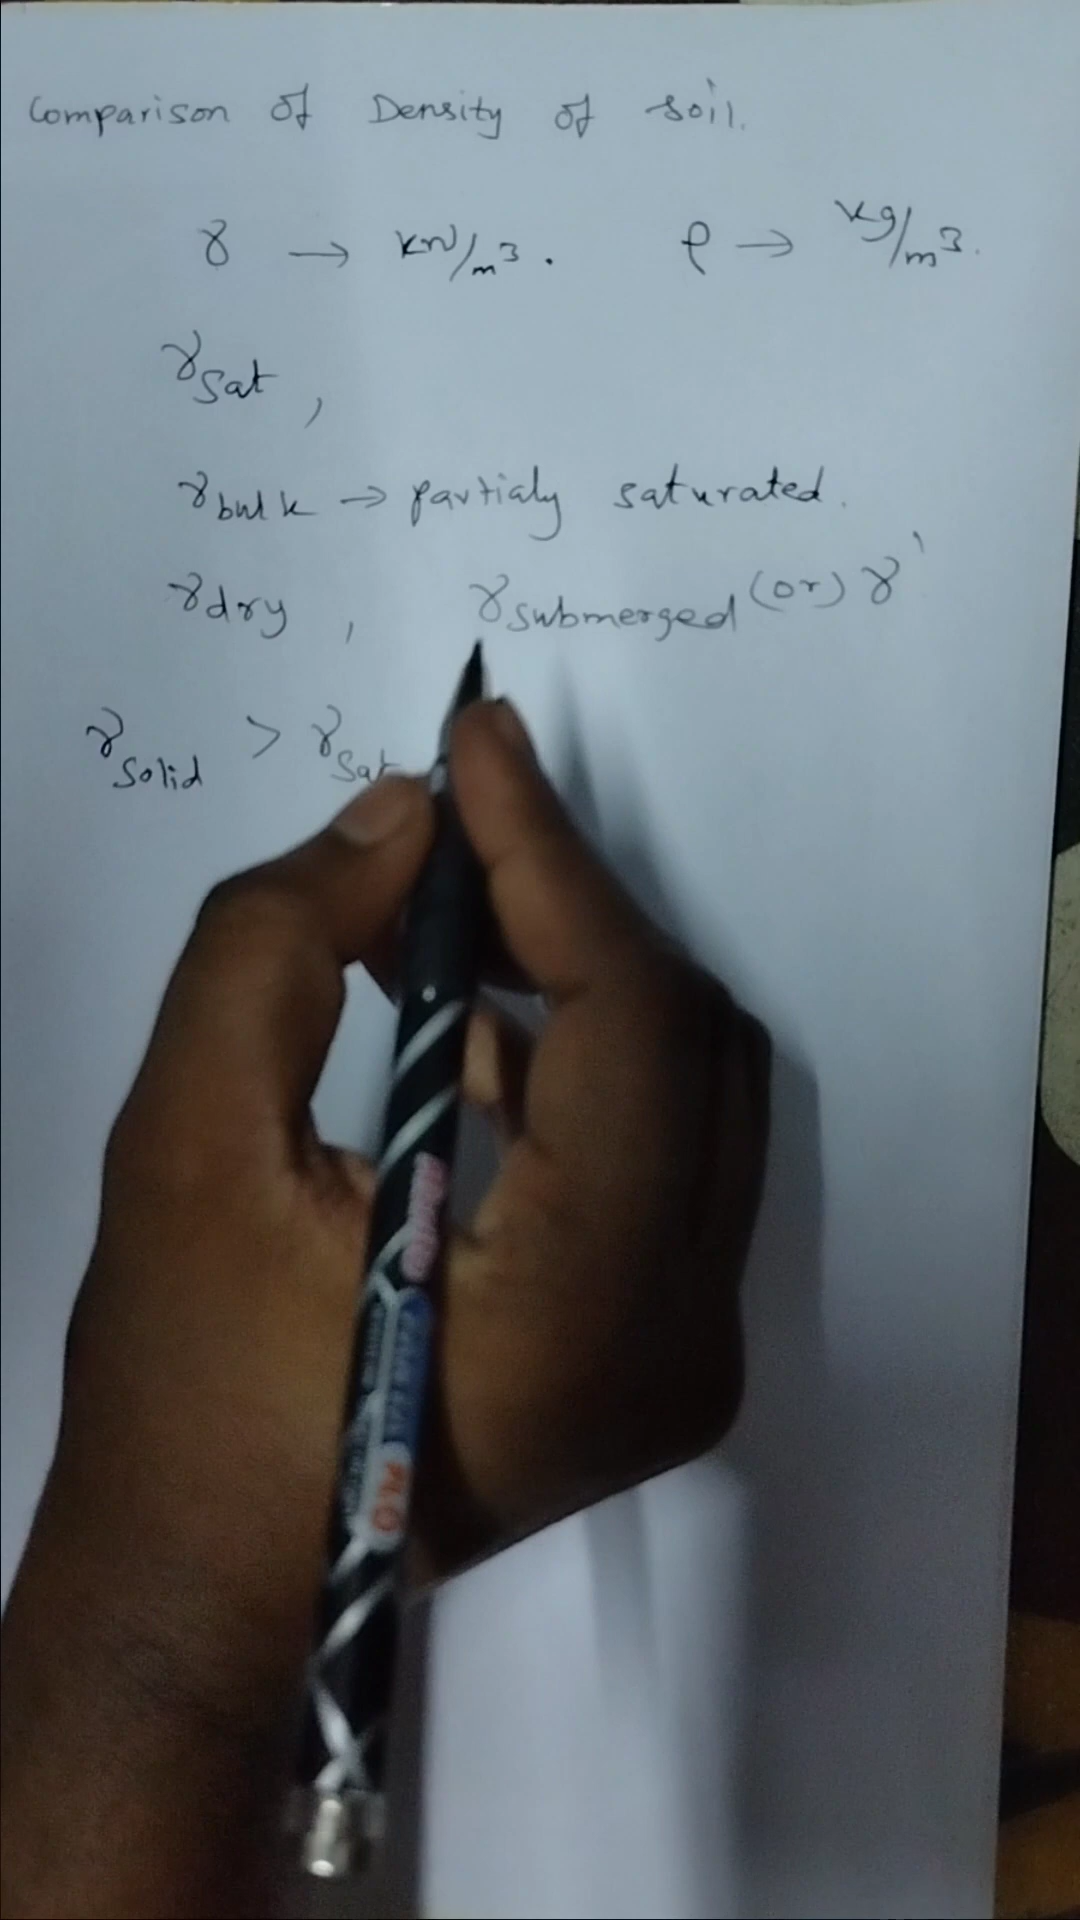 Comparison of Density of soil.
γ → kN/m³. ρ → kg/m³.
γsat ,
γbulk → partialy saturated.
γdry , γsubmerged (or) γ'
γsolid > γsat